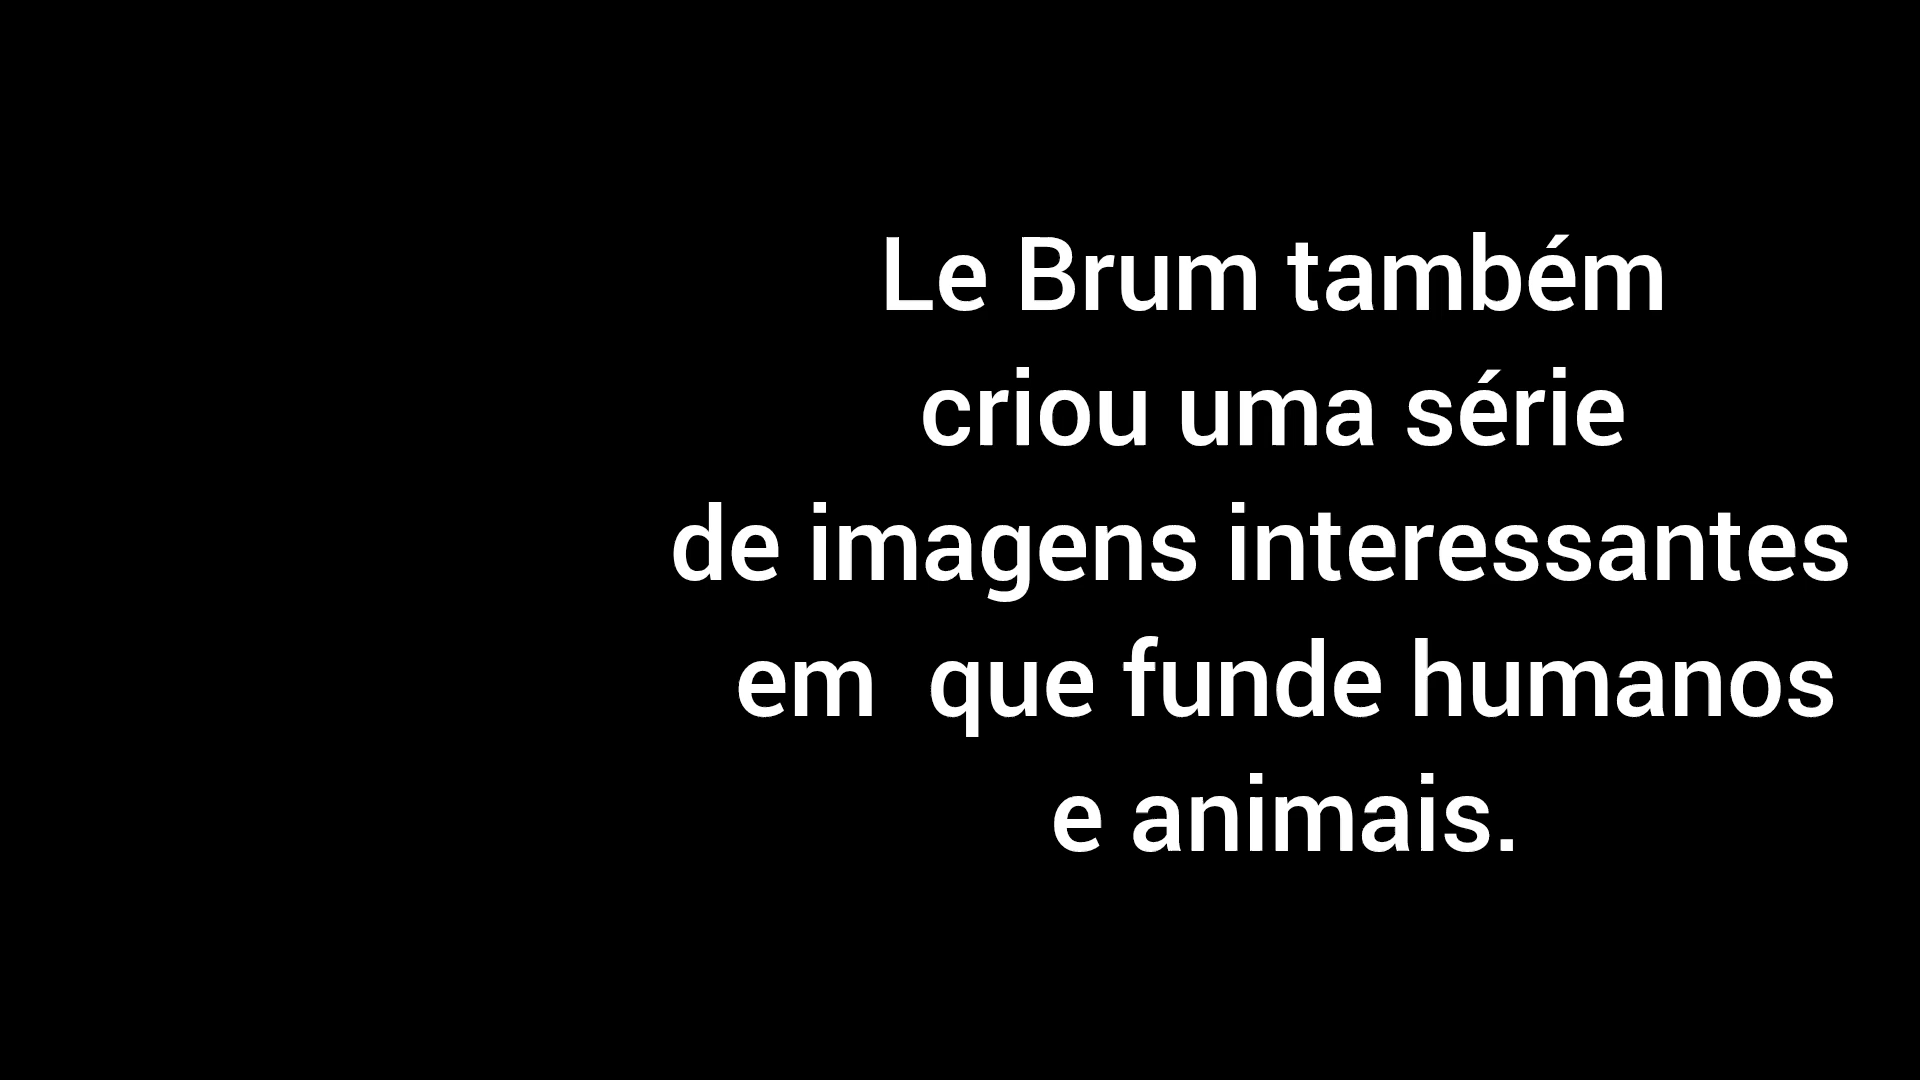 Le Brum também
criou uma série
de imagens interessantes
em  que funde humanos
e animais.